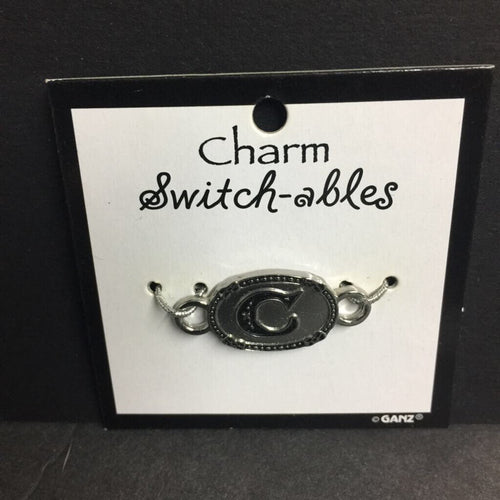 Charm
Switch-ables
C
© GANZ®